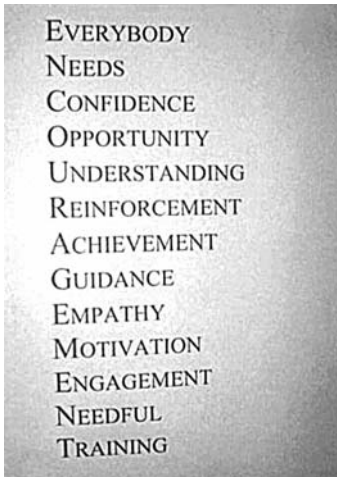 EVERYBODY
NEEDS
CONFIDENCE
OPPORTUNITY
UNDERSTANDING
REINFORCEMENT
ACHIEVEMENT
GUIDANCE
EMPATHY
MOTIVATION
ENGAGEMENT
NEEDFUL
TRAINING